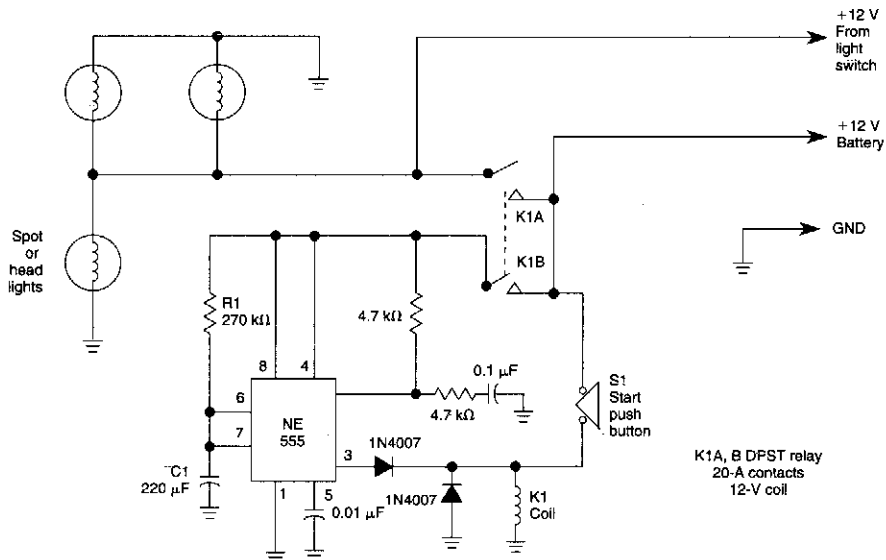 +12 V
From
light
switch
+12 V
Battery
K1A
GND
Spot
or
head
lights
K1B
R1
270 kΩ
4.7 kΩ
8
4
0.1 µF
S1
Start
push
button
6
NE
555
4.7 kΩ
7
3
1N4007
C1
220 µF
1
5
1N4007
0.01 µF
K1
Coil
K1A, B DPST relay
20-A contacts
12-V coil